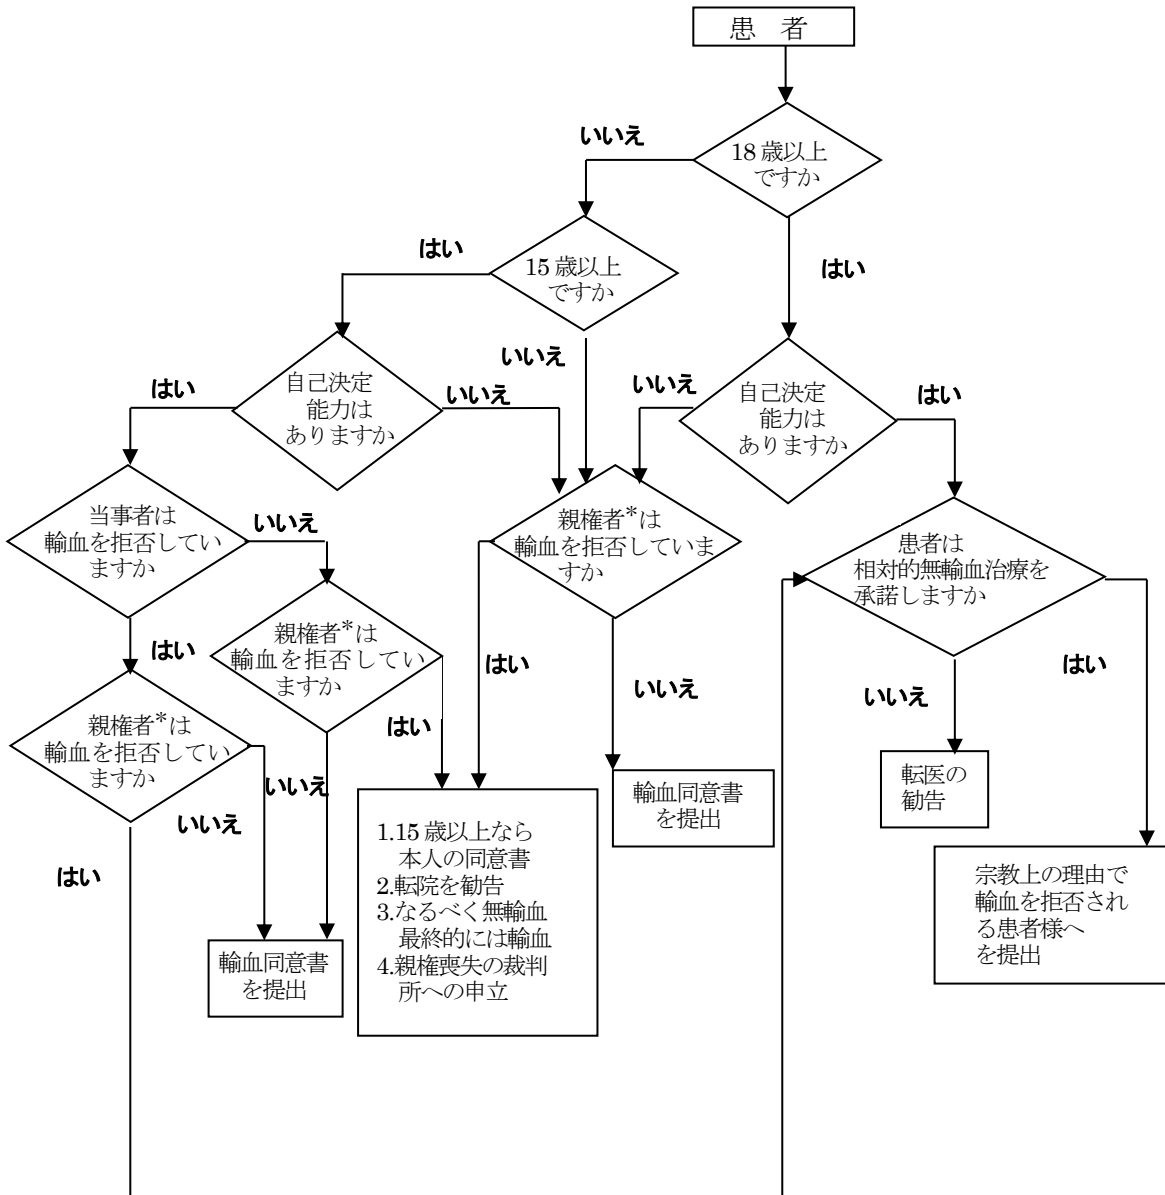 患 者
いいえ
18 歳以上
ですか
はい
15 歳以上
ですか
はい
いいえ
いいえ
はい
自己決定
能力は
ありますか
いいえ
自己決定
能力は
ありますか
はい
当事者は
輸血を拒否してい
ますか
いいえ
親権者*は
輸血を拒否していま
すか
患者は
相対的無輸血治療を
承諾しますか
はい
親権者*は
輸血を拒否してい
ますか
はい
いいえ
いいえ
はい
親権者*は
輸血を拒否してい
ますか
はい
いいえ
いいえ
はい
輸血同意書
を提出
転医の
勧告
1.15 歳以上なら
本人の同意書
2.転院を勧告
3.なるべく無輸血
最終的には輸血
4.親権喪失の裁判
所への申立
宗教上の理由で
輸血を拒否され
る患者様へ
を提出
輸血同意書
を提出